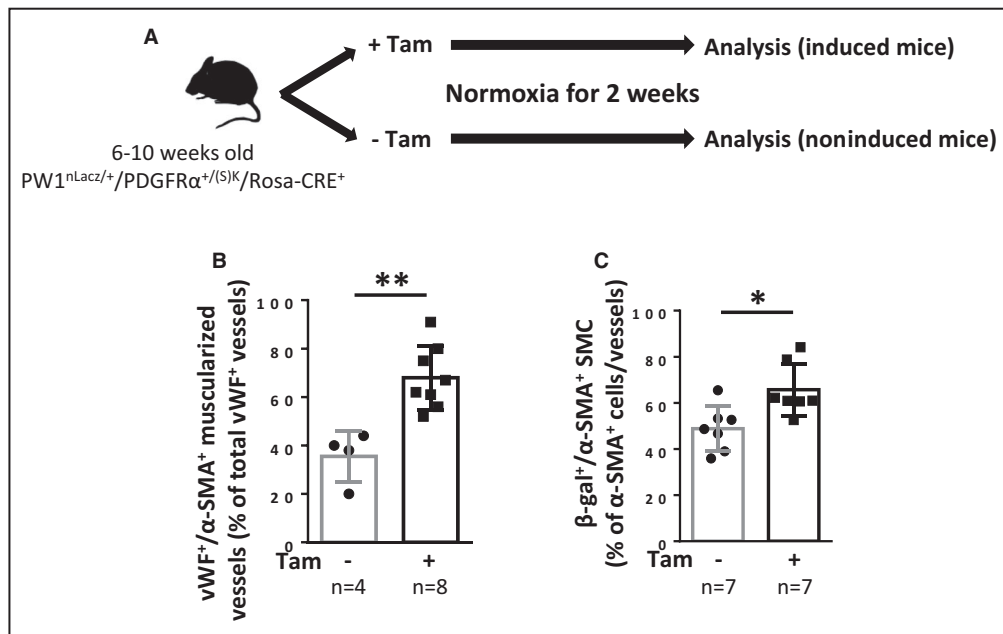 A
+ Tam
Analysis (induced mice)
Normoxia for 2 weeks
- Tam
Analysis (noninduced mice)
6-10 weeks old
PW1nLacz/+/PDGFRα+/(S)K/Rosa-CRE+
B
**
vWF+/α-SMA+ muscularized
vessels (% of total vWF+ vessels)
100
80
60
40
20
0
Tam - +
n=4 n=8
C
*
β-gal+/α-SMA+ SMC
(% of α-SMA+ cells/vessels)
100
80
60
40
20
0
Tam - +
n=7 n=7